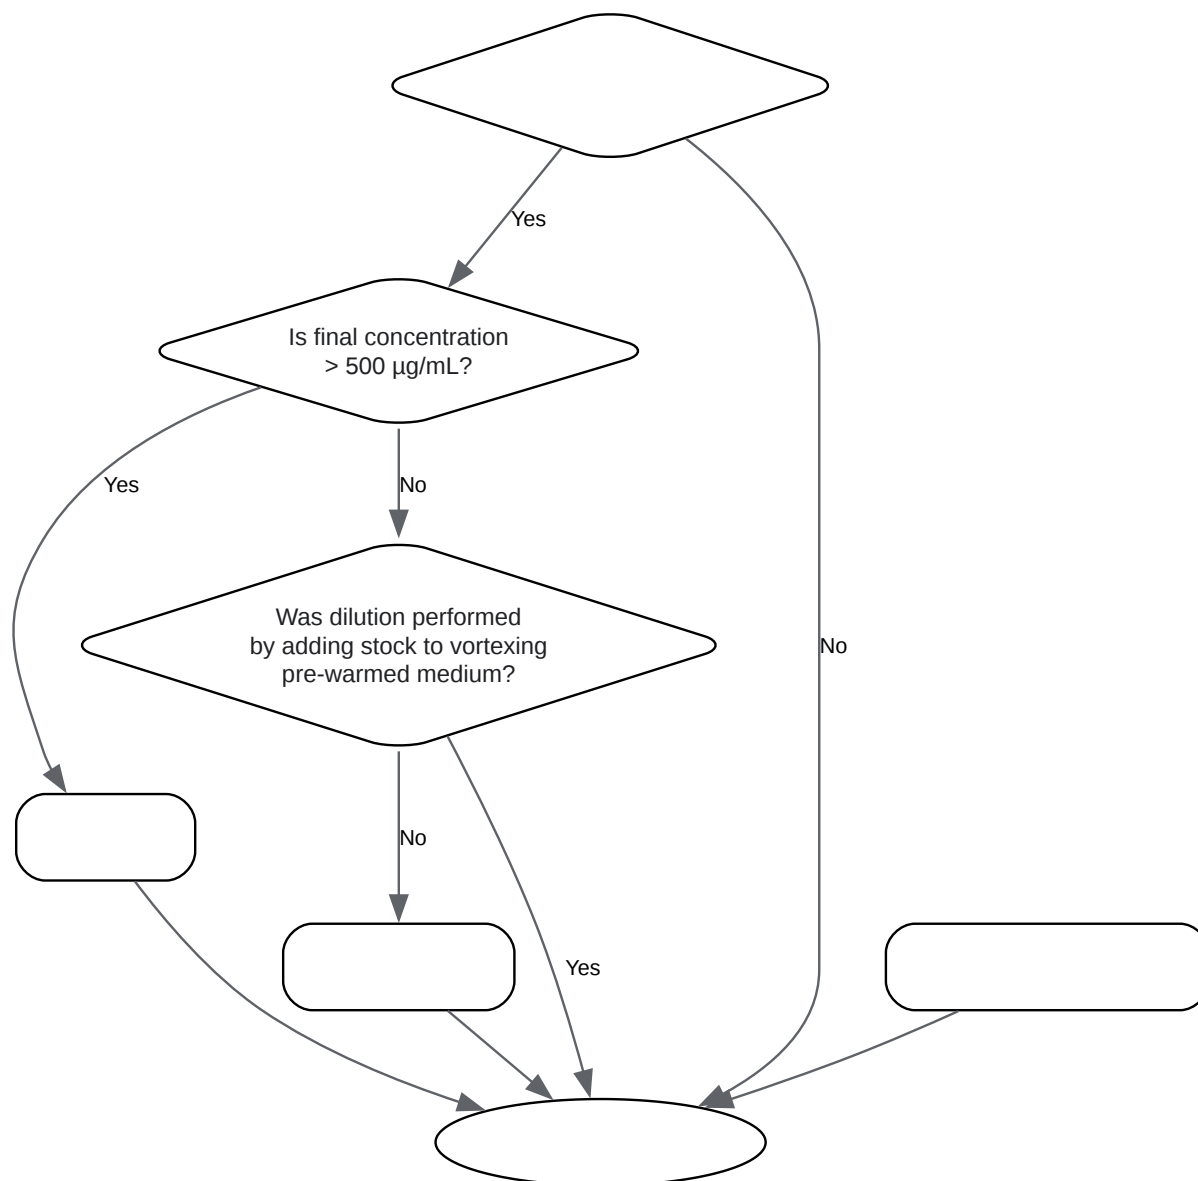 Yes
Is final concentration
> 500 µg/mL?
Yes
No
Was dilution performed
by adding stock to vortexing
pre-warmed medium?
No
No
Yes